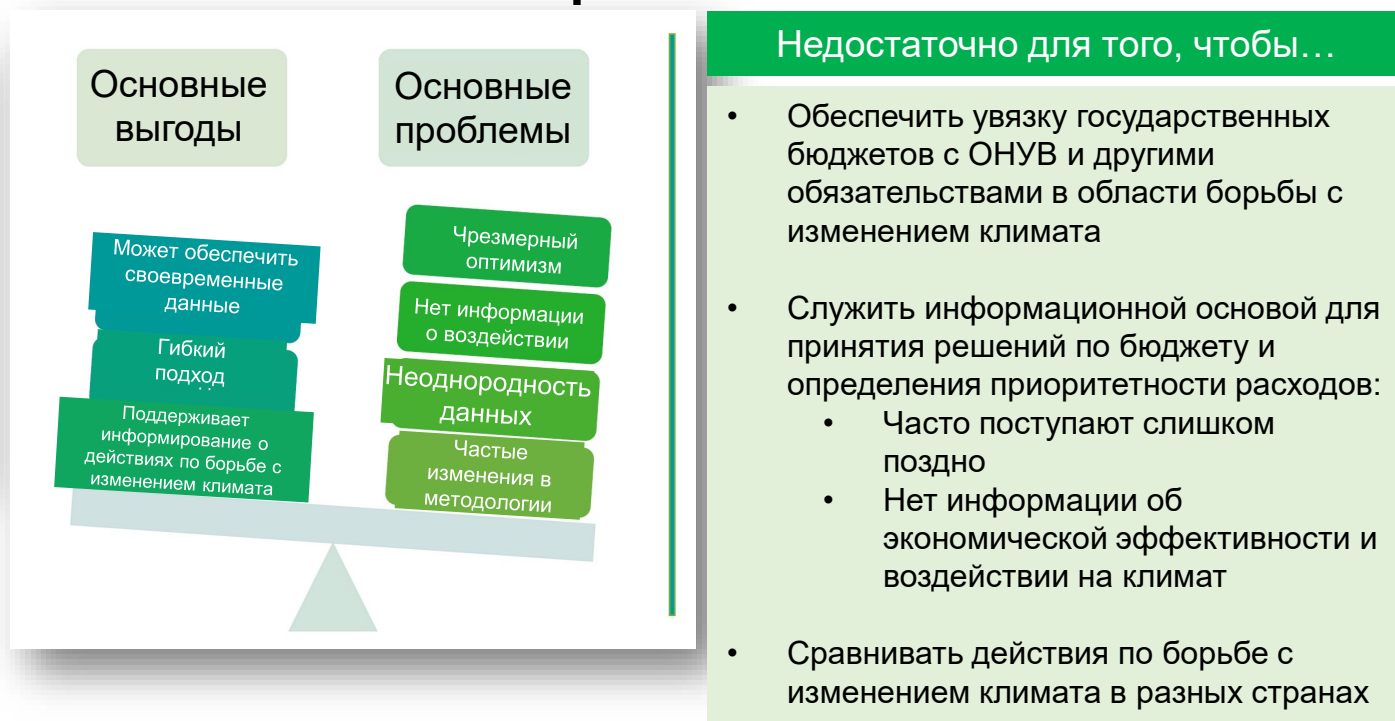 Основные
выгоды
Основные
проблемы
Может обеспечить
своевременные
данные
Гибкий
подход
Поддерживает
информирование о
действиях по борьбе с
изменением климата
Чрезмерный
оптимизм
Нет информации
о воздействии
Неоднородность
данных
Частые
изменения в
методологии
Недостаточно для того, чтобы…
• Обеспечить увязку государственных
бюджетов с ОНУВ и другими
обязательствами в области борьбы с
изменением климата
• Служить информационной основой для
принятия решений по бюджету и
определения приоритетности расходов:
• Часто поступают слишком
поздно
• Нет информации об
экономической эффективности и
воздействии на климат
• Сравнивать действия по борьбе с
изменением климата в разных странах